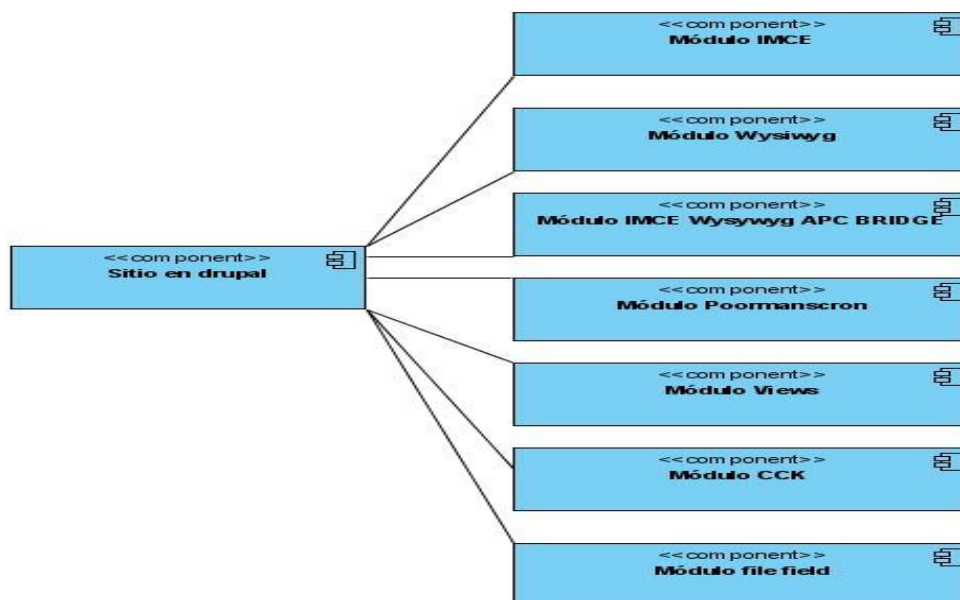 <<component>>
Módulo IMCE
<<component>>
Módulo Wysiwyg
<<component>>
Módulo IMCE Wysywyg APC BRIDGE
<<component>>
Sitio en drupal
<<component>>
Módulo Poormanscron
<<component>>
Módulo Views
<<component>>
Módulo CCK
<<component>>
Módulo file field